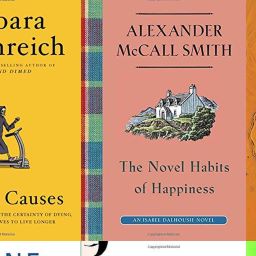 bara
nreich
SELLING AUTHOR OF
ND DIMED
Causes
THE CERTAINTY OF DYING,
VES TO LIVE LONGER
ALEXANDER
McCALL SMITH
The Novel Habits
of Happiness
AN ISABEL DALHOUSIE NOVEL